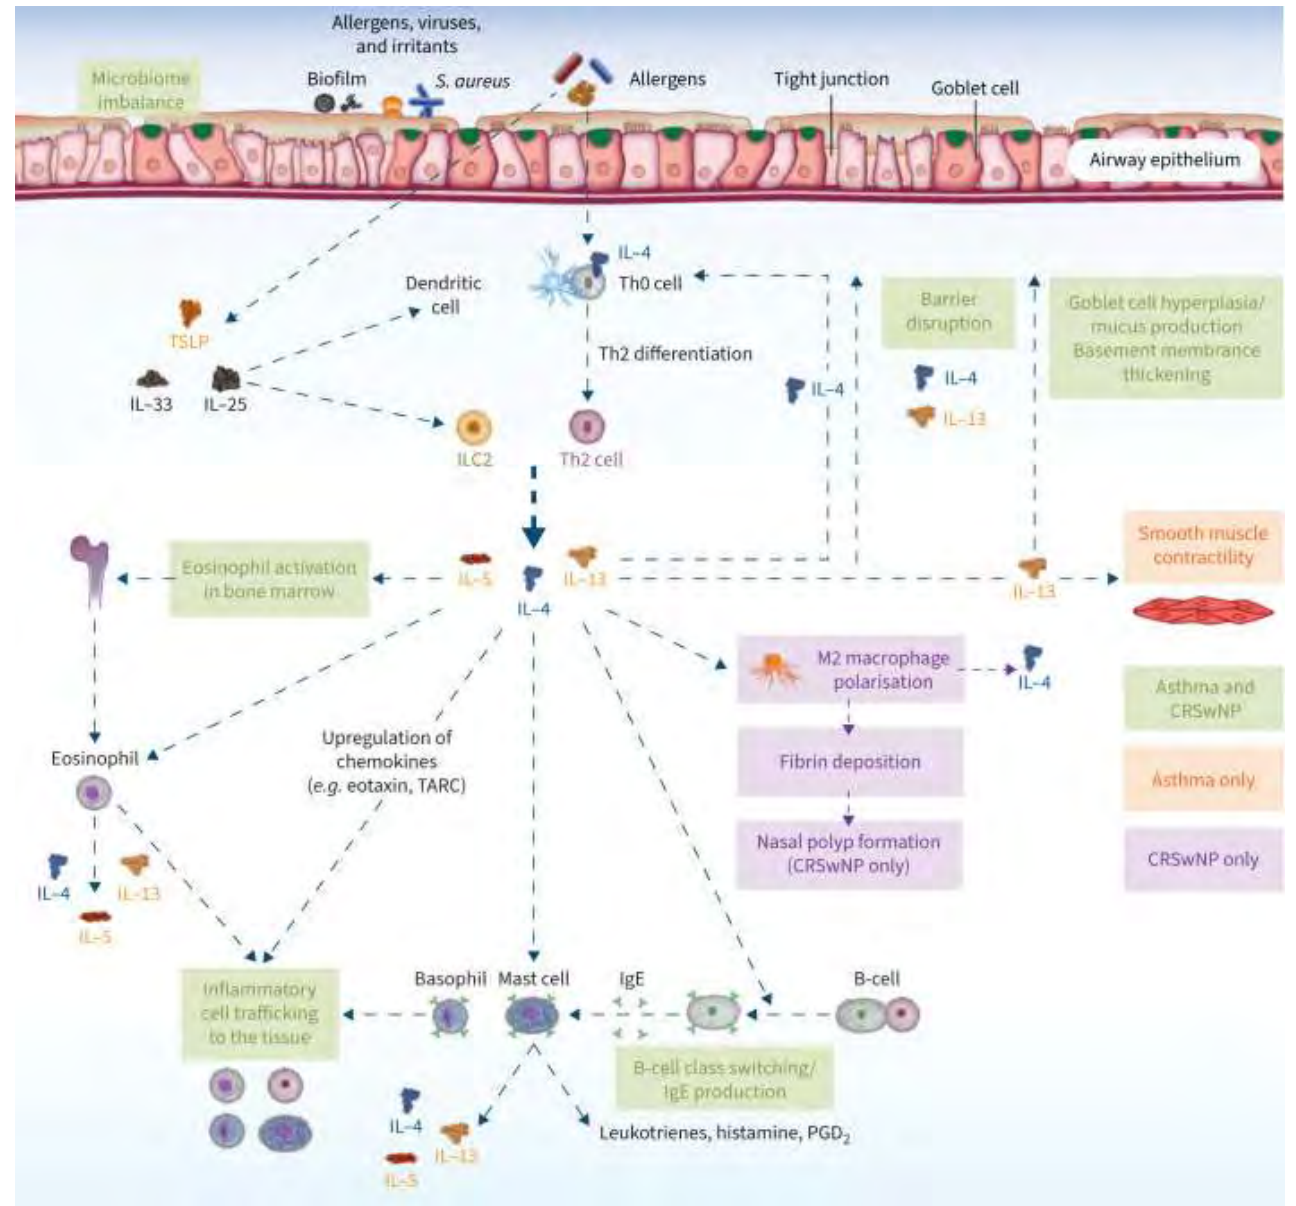 Allergens, viruses,
and irritants
Microbiome
imbalance
Biofilm
S. aureus
Allergens
Tight junction
Goblet cell
Airway epithelium
IL–4
Th0 cell
Dendritic
cell
TSLP
IL–33
IL–25
Th2 differentiation
ILC2
Th2 cell
IL–4
Barrier
disruption
IL–4
IL–13
Goblet cell hyperplasia/
mucus production
Basement membrance
thickening
Eosinophil activation
in bone marrow
IL–5
IL–4
IL–13
IL–13
Smooth muscle
contractility
M2 macrophage
polarisation
IL–4
Asthma and
CRSwNP
Eosinophil
Upregulation of
chemokines
(e.g. eotaxin, TARC)
Fibrin deposition
Asthma only
Nasal polyp formation
(CRSwNP only)
CRSwNP only
IL–4
IL–13
IL–5
Inflammatory
cell trafficking
to the tissue
Basophil
Mast cell
IgE
B-cell
B-cell class switching/
IgE production
IL–4
IL–13
IL–5
Leukotrienes, histamine, PGD₂